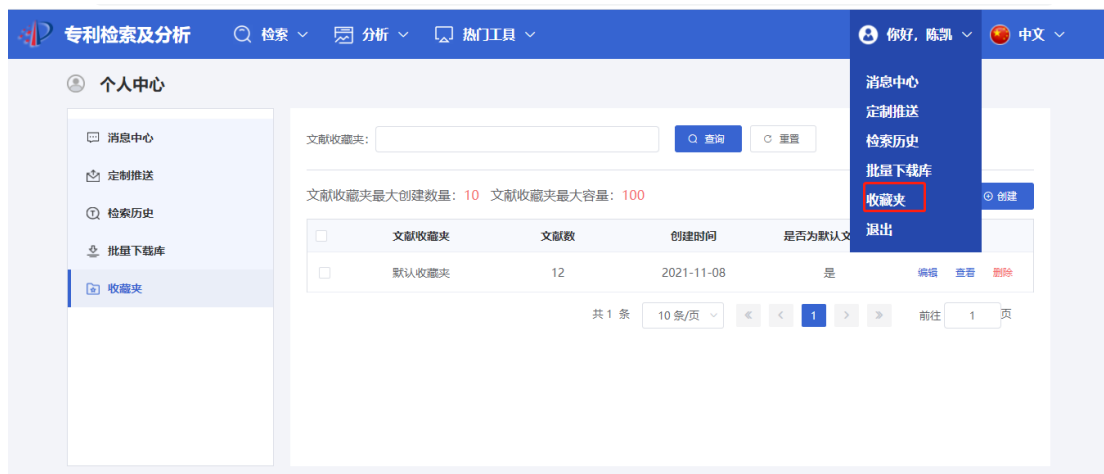 专利检索及分析 检索 分析 热门工具 你好，陈凯 中文
个人中心
消息中心
定制推送
检索历史
批量下载库
收藏夹
退出
消息中心
定制推送
检索历史
批量下载库
收藏夹
文献收藏夹： 查询 重置
文献收藏夹最大创建数量：10 文献收藏夹最大容量：100 创建
文献收藏夹 文献数 创建时间 是否为默认文
默认收藏夹 12 2021-11-08 是 编辑 查看 删除
共 1 条 10 条/页 1 前往 1 页